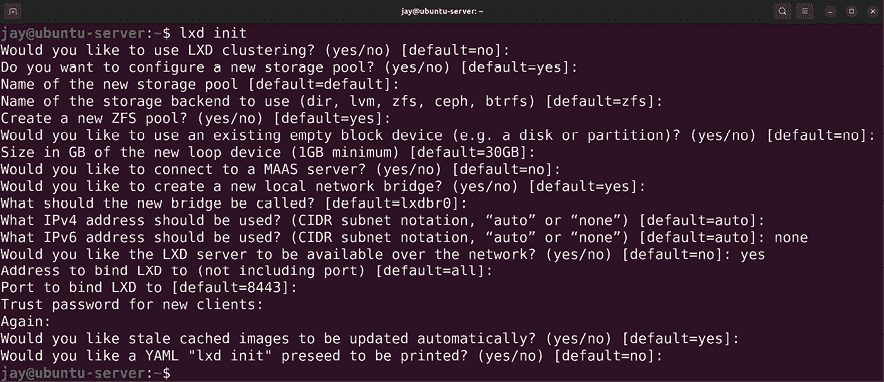 jay@ubuntu-server: ~
jay@ubuntu-server:~$ lxd init
Would you like to use LXD clustering? (yes/no) [default=no]:
Do you want to configure a new storage pool? (yes/no) [default=yes]:
Name of the new storage pool [default=default]:
Name of the storage backend to use (dir, lvm, zfs, ceph, btrfs) [default=zfs]:
Create a new ZFS pool? (yes/no) [default=yes]:
Would you like to use an existing empty block device (e.g. a disk or partition)? (yes/no) [default=no]:
Size in GB of the new loop device (1GB minimum) [default=30GB]:
Would you like to connect to a MAAS server? (yes/no) [default=no]:
Would you like to create a new local network bridge? (yes/no) [default=yes]:
What should the new bridge be called? [default=lxdbr0]:
What IPv4 address should be used? (CIDR subnet notation, “auto” or “none”) [default=auto]:
What IPv6 address should be used? (CIDR subnet notation, “auto” or “none”) [default=auto]: none
Would you like the LXD server to be available over the network? (yes/no) [default=no]: yes
Address to bind LXD to (not including port) [default=all]:
Port to bind LXD to [default=8443]:
Trust password for new clients:
Again:
Would you like stale cached images to be updated automatically? (yes/no) [default=yes]:
Would you like a YAML "lxd init" preseed to be printed? (yes/no) [default=no]:
jay@ubuntu-server:~$